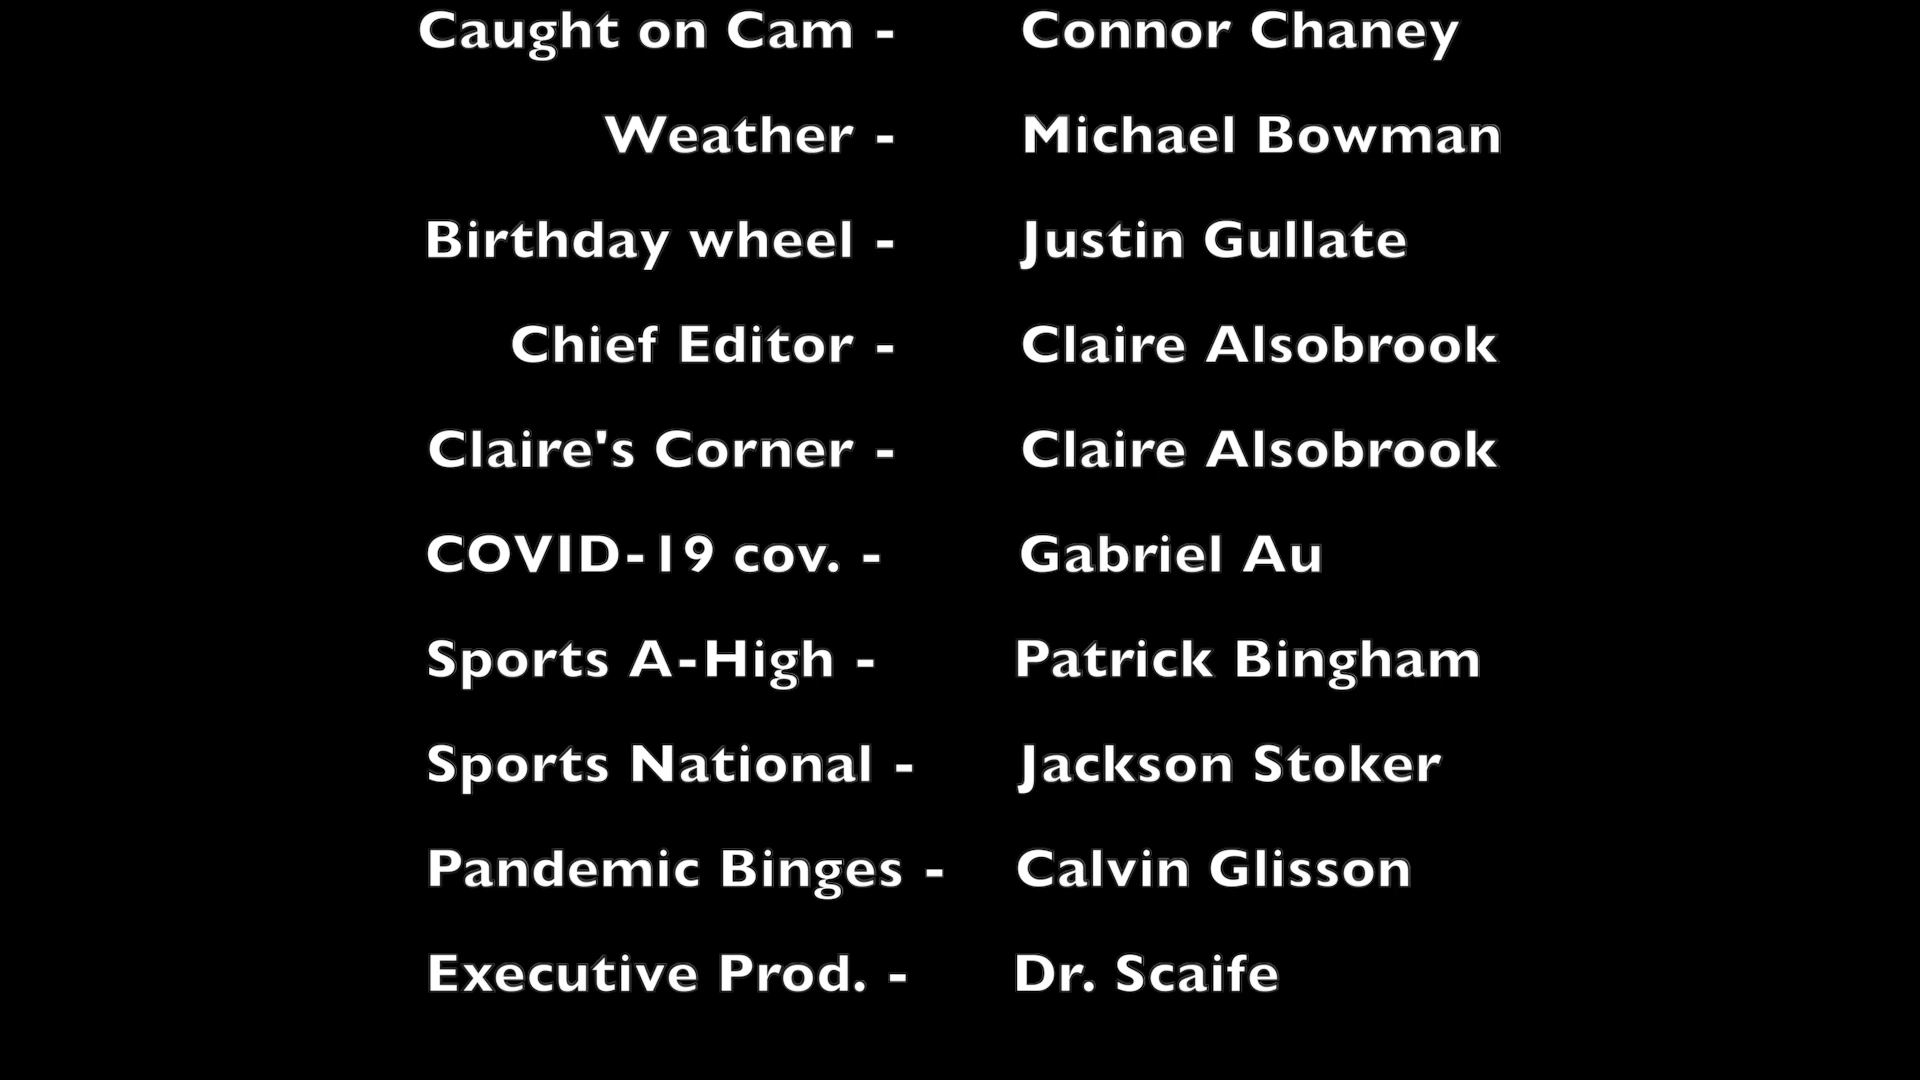 Caught on Cam - Connor Chaney
Weather - Michael Bowman
Birthday wheel - Justin Gullate
Chief Editor - Claire Alsobrook
Claire's Corner - Claire Alsobrook
COVID-19 cov. - Gabriel Au
Sports A-High - Patrick Bingham
Sports National - Jackson Stoker
Pandemic Binges - Calvin Glisson
Executive Prod. - Dr. Scaife